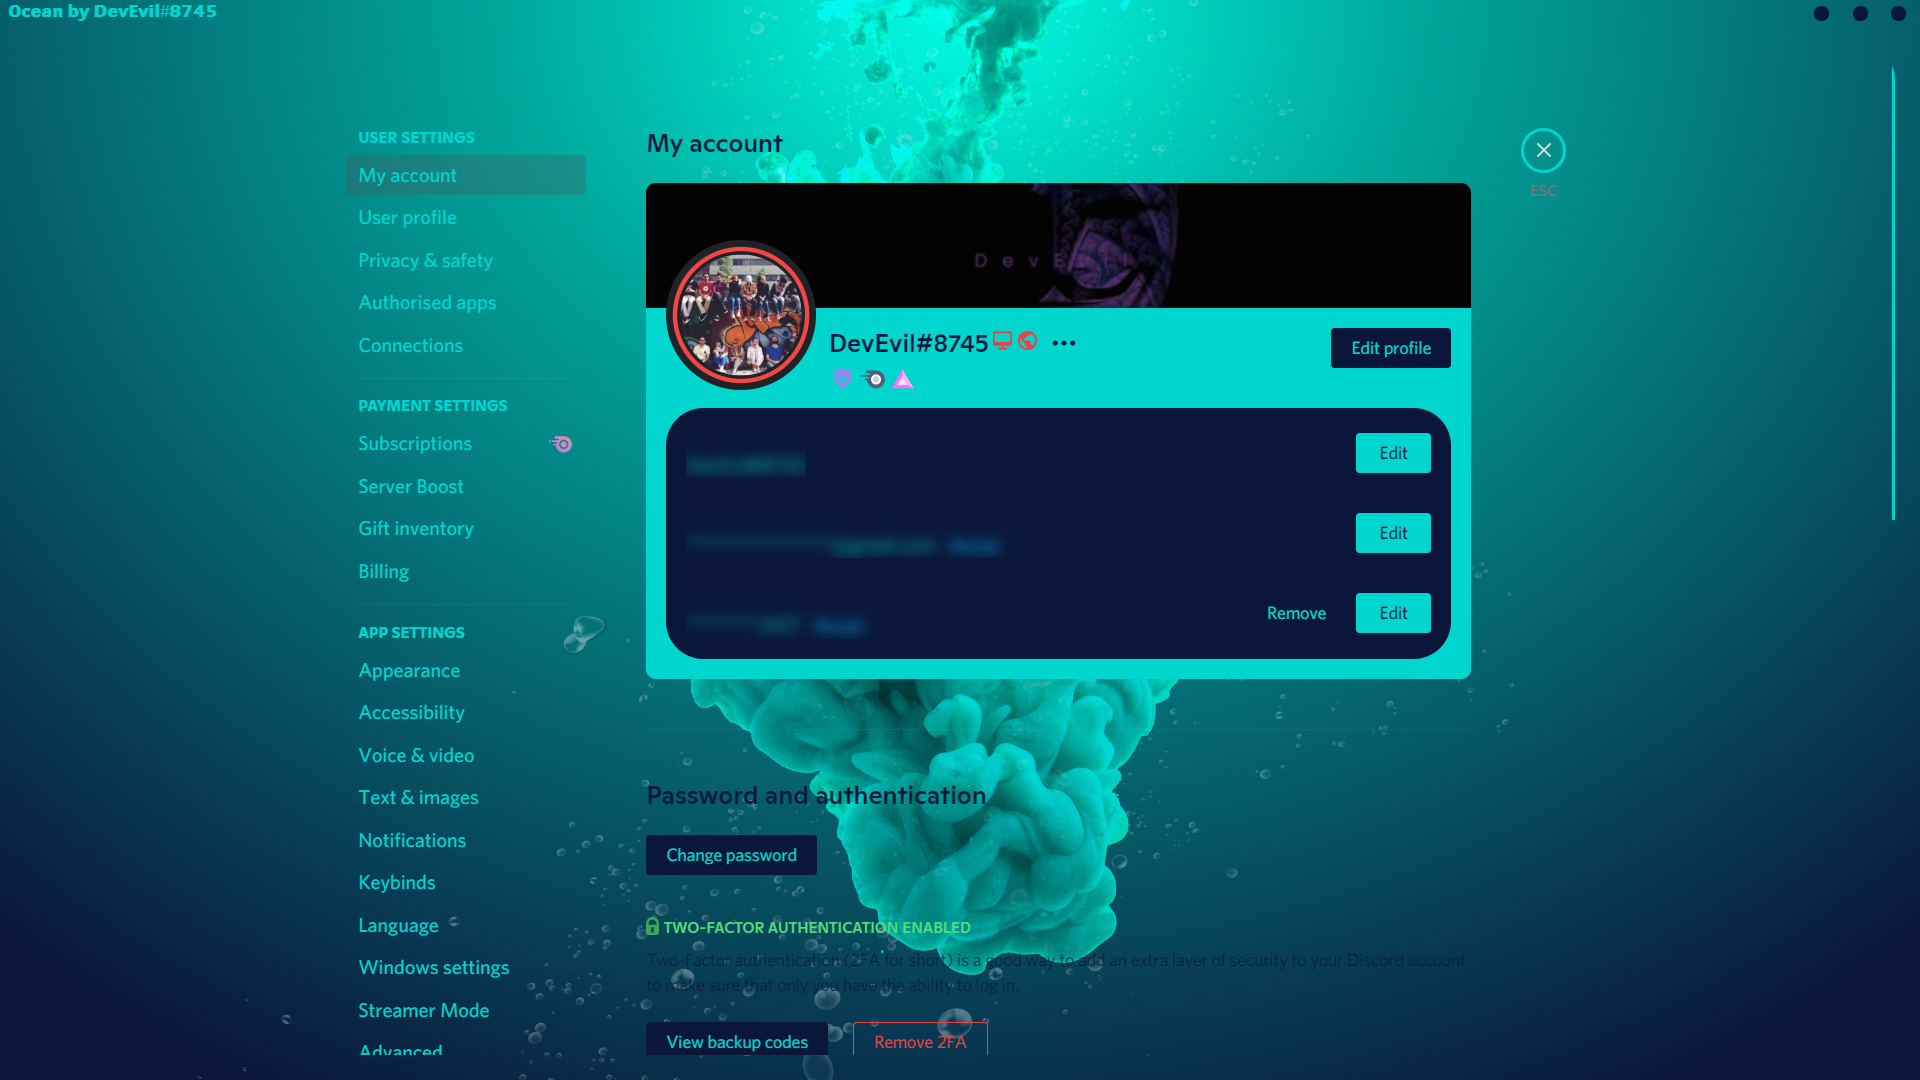 Ocean by DevEvil#8745
USER SETTINGS
My account
User profile
Privacy & safety
Authorised apps
Connections
PAYMENT SETTINGS
Subscriptions
Server Boost
Gift inventory
Billing
APP SETTINGS
Appearance
Accessibility
Voice & video
Text & images
Notifications
Keybinds
Language
Windows settings
Streamer Mode
Advanced
My account
ESC
DevEvil#8745
Edit profile
Edit
Edit
Remove
Edit
Password and authentication
Change password
TWO-FACTOR AUTHENTICATION ENABLED
Two-Factor authentication (2FA for short) is a good way to add an extra layer of security to your Discord account
to make sure that only you have the ability to log in.
View backup codes
Remove 2FA